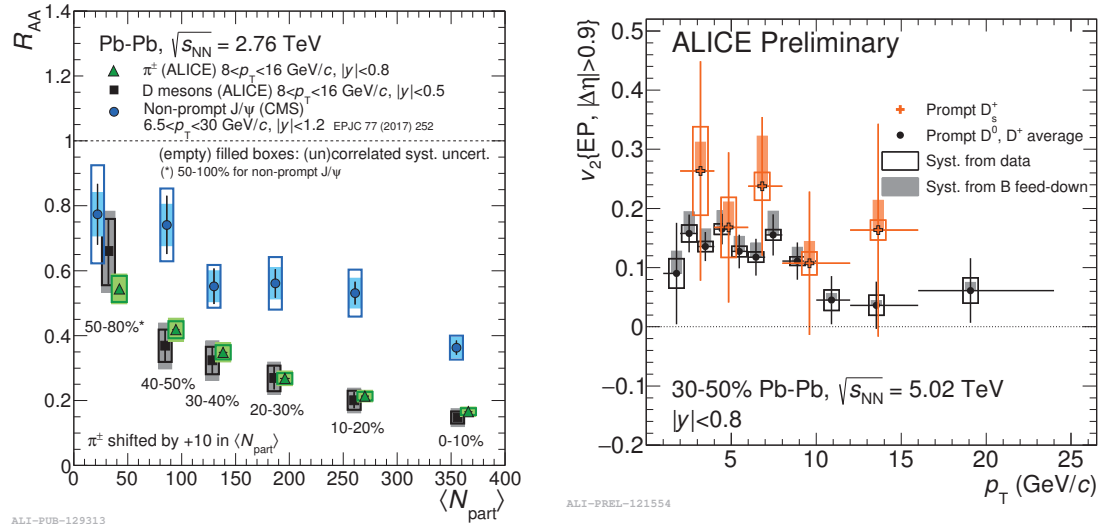 R_AA
1.4
1.2
1
0.8
0.6
0.4
0.2
0
Pb-Pb, √s_NN = 2.76 TeV
π± (ALICE) 8<p_T<16 GeV/c, |y|<0.8
D mesons (ALICE) 8<p_T<16 GeV/c, |y|<0.5
Non-prompt J/ψ (CMS)
6.5<p_T<30 GeV/c, |y|<1.2 EPJC 77 (2017) 252
(empty) filled boxes: (un)correlated syst. uncert.
(*) 50-100% for non-prompt J/ψ
50-80%*
40-50%
30-40%
20-30%
10-20%
0-10%
π± shifted by +10 in ⟨N_part⟩
0 50 100 150 200 250 300 350 400
⟨N_part⟩
ALI-PUB-129313
v_2{EP, |Δη|>0.9}
0.5
0.4
0.3
0.2
0.1
0
−0.1
−0.2
ALICE Preliminary
Prompt D_s^+
Prompt D^0, D^+ average
Syst. from data
Syst. from B feed-down
30-50% Pb-Pb, √s_NN = 5.02 TeV
|y|<0.8
5 10 15 20 25
p_T (GeV/c)
ALI-PREL-121554